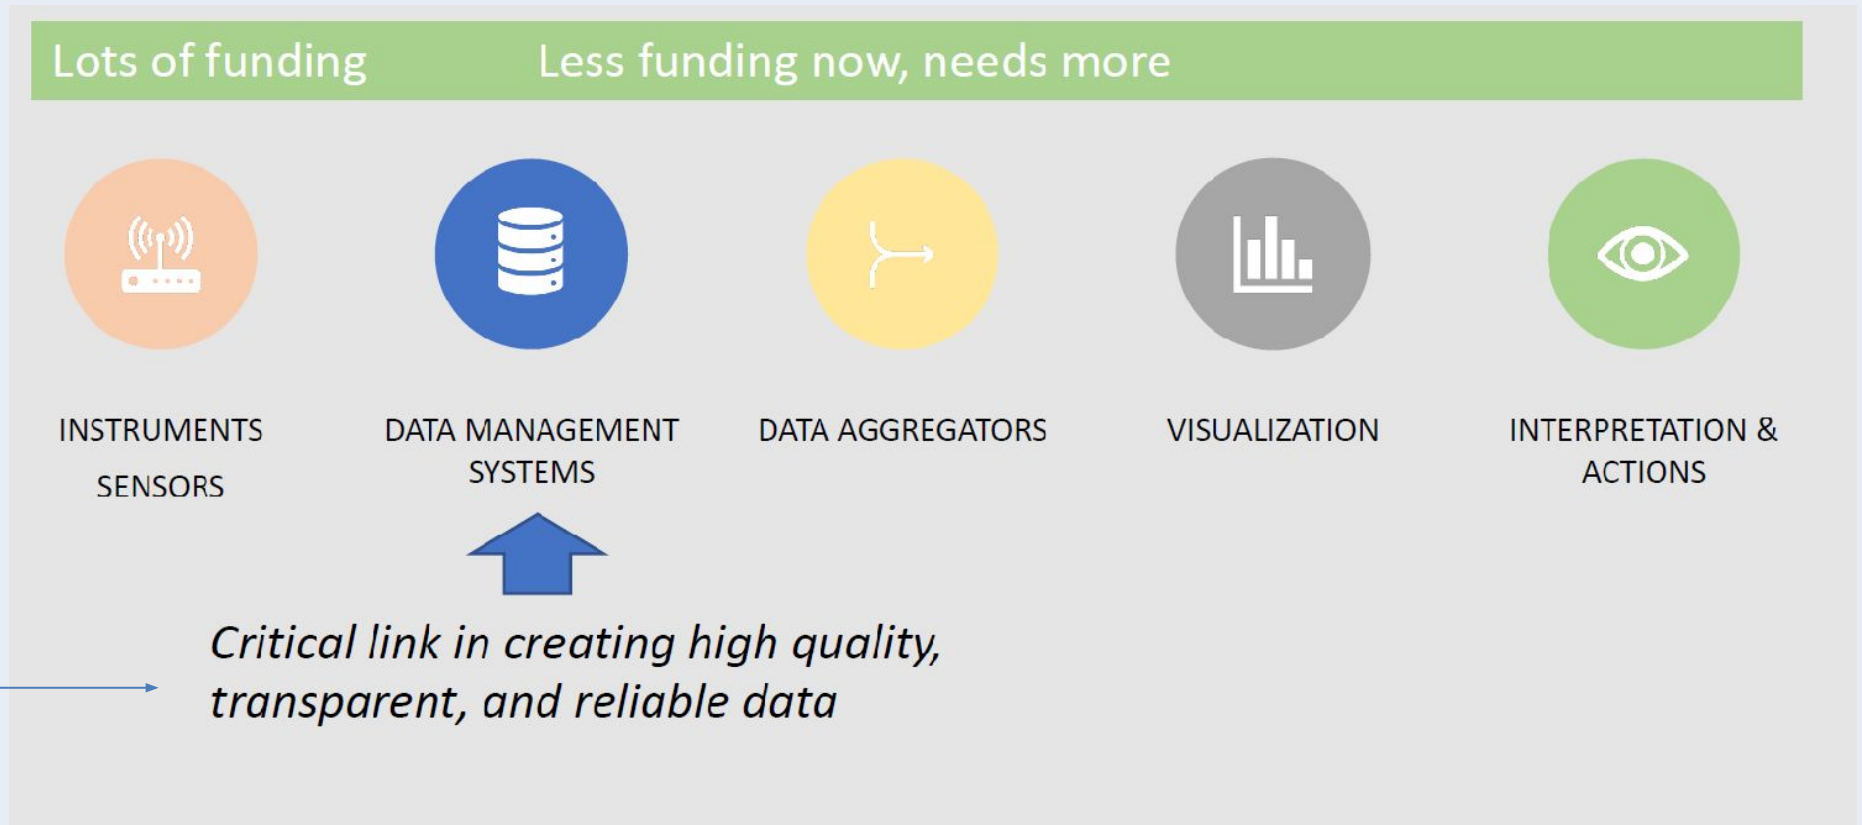 Lots of funding
Less funding now, needs more
INSTRUMENTS
SENSORS
DATA MANAGEMENT
SYSTEMS
DATA AGGREGATORS
VISUALIZATION
INTERPRETATION &
ACTIONS
Critical link in creating high quality,
transparent, and reliable data